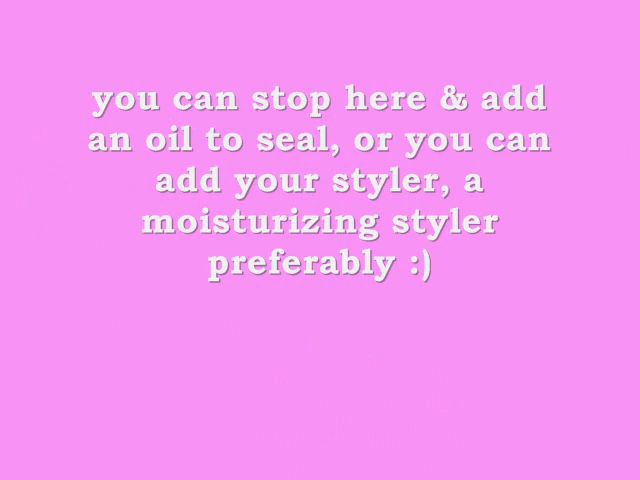 you can stop here & add
an oil to seal, or you can
add your styler, a
moisturizing styler
preferably :)